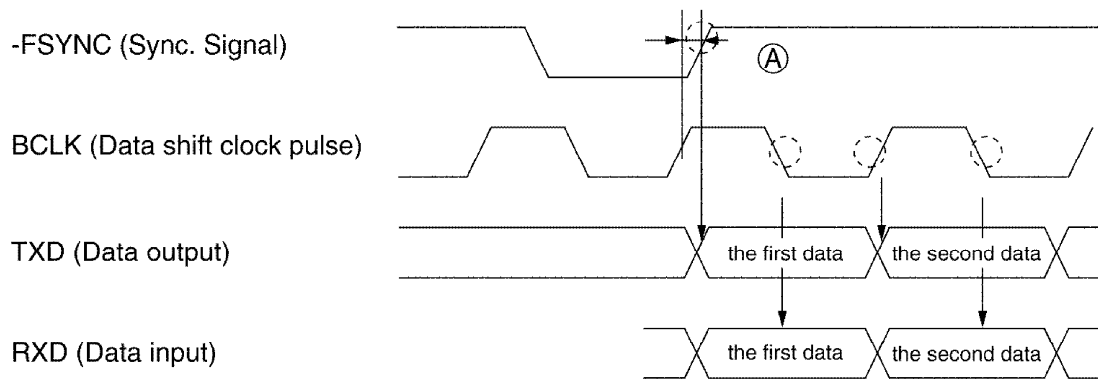 -FSYNC (Sync. Signal)
A
BCLK (Data shift clock pulse)
TXD (Data output)
the first data
the second data
RXD (Data input)
the first data
the second data